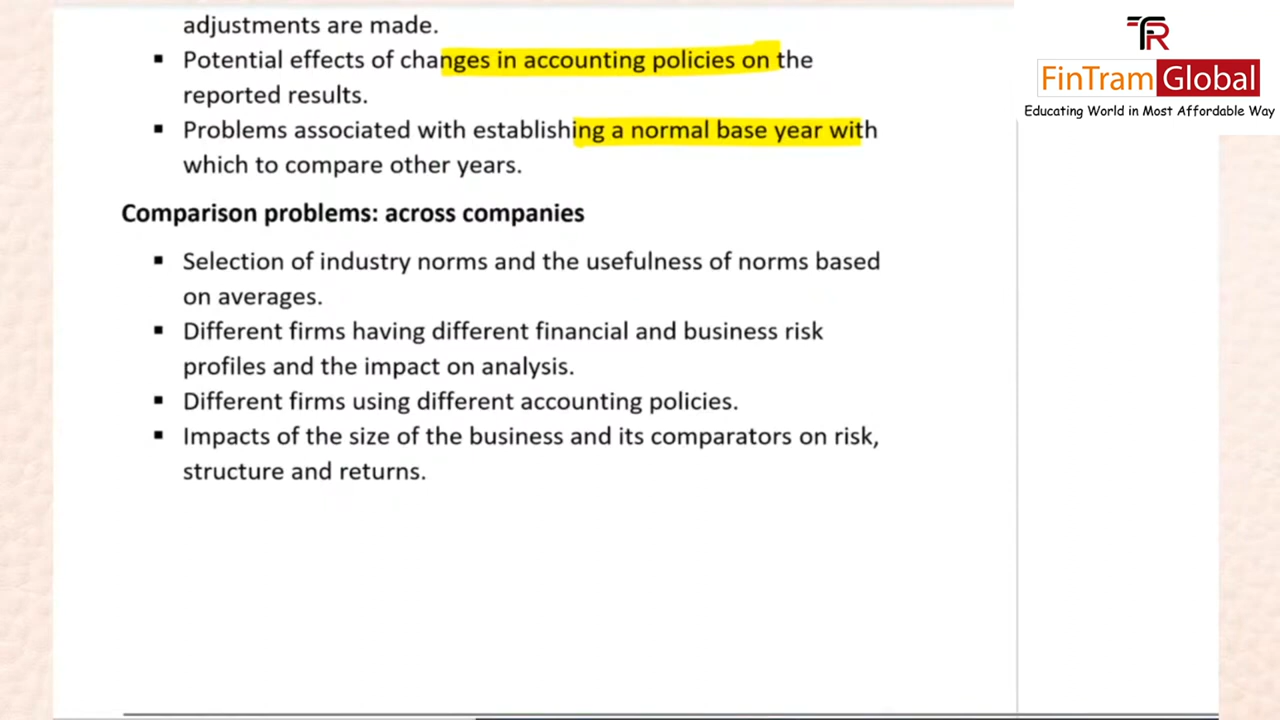 adjustments are made.
▪ Potential effects of changes in accounting policies on the
reported results.
▪ Problems associated with establishing a normal base year with
which to compare other years.
Comparison problems: across companies
▪ Selection of industry norms and the usefulness of norms based
on averages.
▪ Different firms having different financial and business risk
profiles and the impact on analysis.
▪ Different firms using different accounting policies.
▪ Impacts of the size of the business and its comparators on risk,
structure and returns.
FinTram Global
Educating World in Most Affordable Way